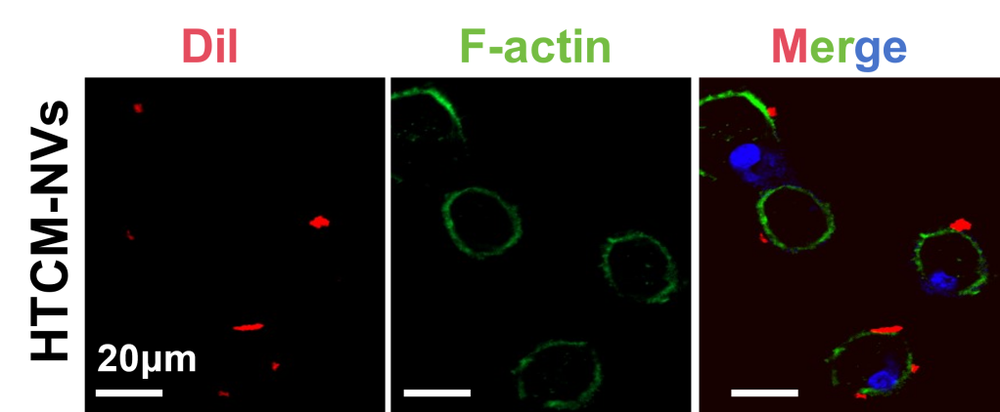 DiI
F-actin
Merge
HTCM-NVs
20μm